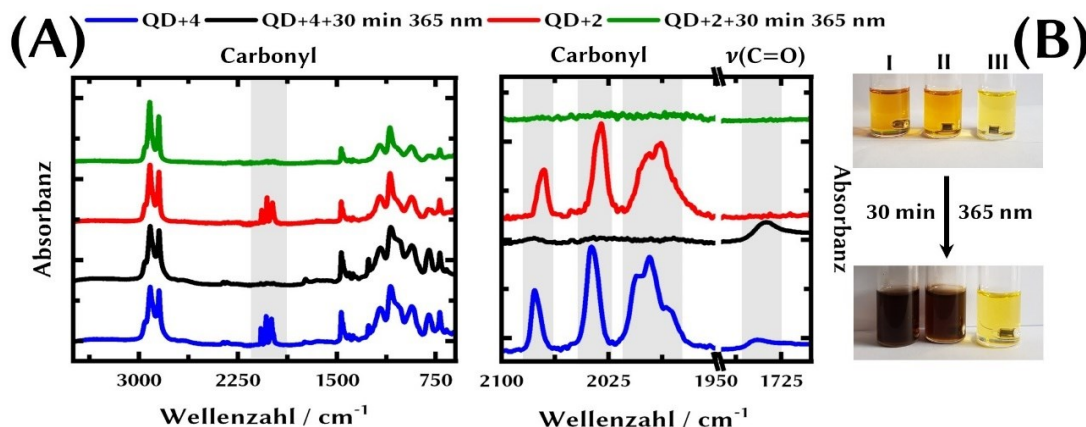 QD+4 QD+4+30 min 365 nm QD+2 QD+2+30 min 365 nm
(A)
Carbonyl
Absorbanz
3000 2250 1500 750
Wellenzahl / cm⁻¹
Carbonyl ν(C=O)
2100 2025 1950 1725
Wellenzahl / cm⁻¹
Absorbanz
(B)
I II III
30 min 365 nm